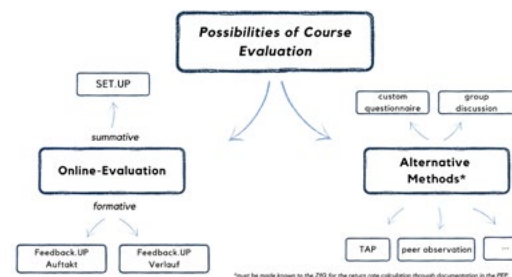 Possibilities of Course
Evaluation
SET.UP
summative
Online-Evaluation
formative
Feedback.UP
Auftakt
Feedback.UP
Verlauf
custom
questionnaire
group
discussion
Alternative
Methods*
TAP
peer observation
...
*must be made known to the ZfQ for the return rate calculation through documentation in the PEP